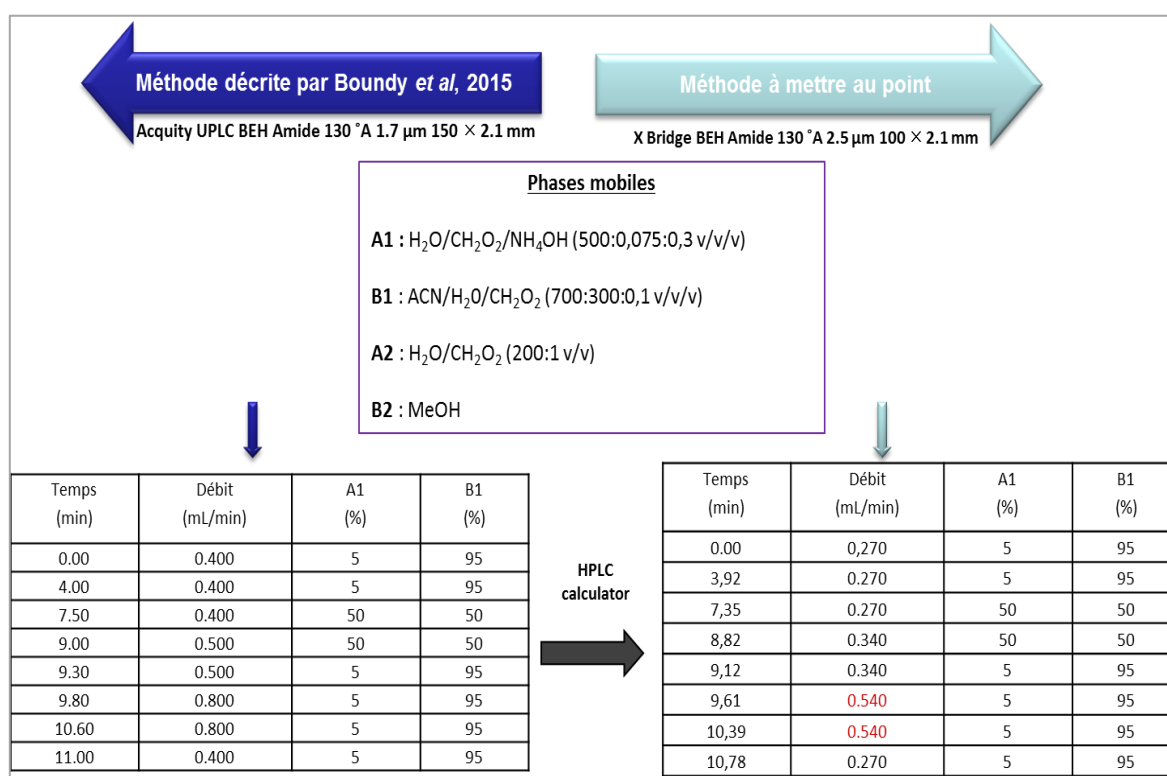 Méthode décrite par Boundy et al, 2015
Méthode à mettre au point
Acquity UPLC BEH Amide 130 ˚A 1.7 µm 150 × 2.1 mm
X Bridge BEH Amide 130 ˚A 2.5 µm 100 × 2.1 mm
Phases mobiles
A1 : H₂O/CH₂O₂/NH₄OH (500:0,075:0,3 v/v/v)
B1 : ACN/H₂0/CH₂O₂ (700:300:0,1 v/v/v)
A2 : H₂O/CH₂O₂ (200:1 v/v)
B2 : MeOH
Temps Débit A1 B1
(min) (mL/min) (%) (%)
0.00 0.400 5 95
4.00 0.400 5 95
7.50 0.400 50 50
9.00 0.500 50 50
9.30 0.500 5 95
9.80 0.800 5 95
10.60 0.800 5 95
11.00 0.400 5 95
HPLC
calculator
Temps Débit A1 B1
(min) (mL/min) (%) (%)
0.00 0,270 5 95
3,92 0.270 5 95
7,35 0.270 50 50
8,82 0.340 50 50
9,12 0.340 5 95
9,61 0.540 5 95
10,39 0.540 5 95
10,78 0.270 5 95